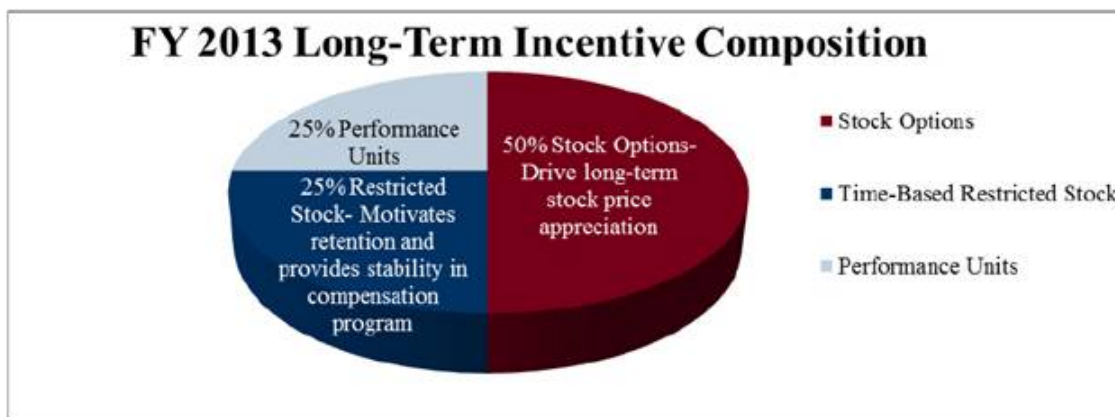 FY 2013 Long-Term Incentive Composition
25% Performance
Units
25% Restricted
Stock- Motivates
retention and
provides stability in
compensation
program
50% Stock Options-
Drive long-term
stock price
appreciation
Stock Options
Time-Based Restricted Stock
Performance Units